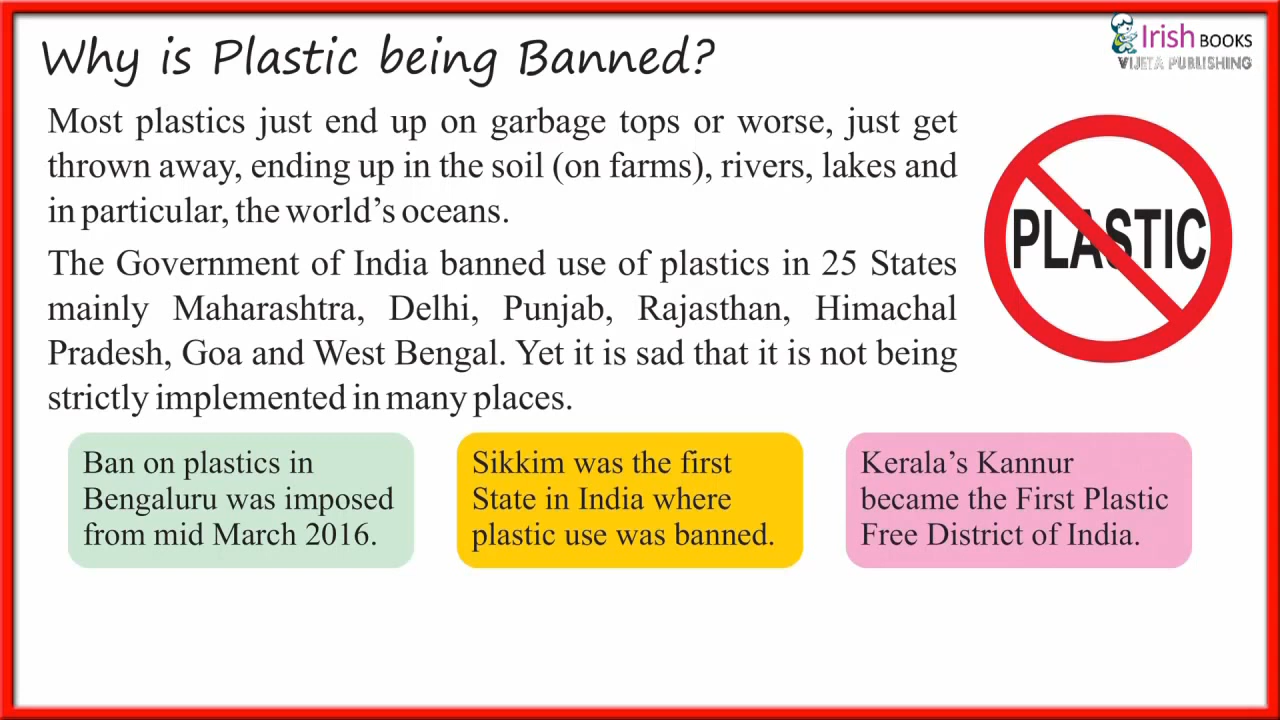 Why is Plastic being Banned?
Irish BOOKS
VIJETA PUBLISHING
Most plastics just end up on garbage tops or worse, just get
thrown away, ending up in the soil (on farms), rivers, lakes and
in particular, the world’s oceans.
PLASTIC
The Government of India banned use of plastics in 25 States
mainly Maharashtra, Delhi, Punjab, Rajasthan, Himachal
Pradesh, Goa and West Bengal. Yet it is sad that it is not being
strictly implemented in many places.
Ban on plastics in
Bengaluru was imposed
from mid March 2016.
Sikkim was the first
State in India where
plastic use was banned.
Kerala’s Kannur
became the First Plastic
Free District of India.